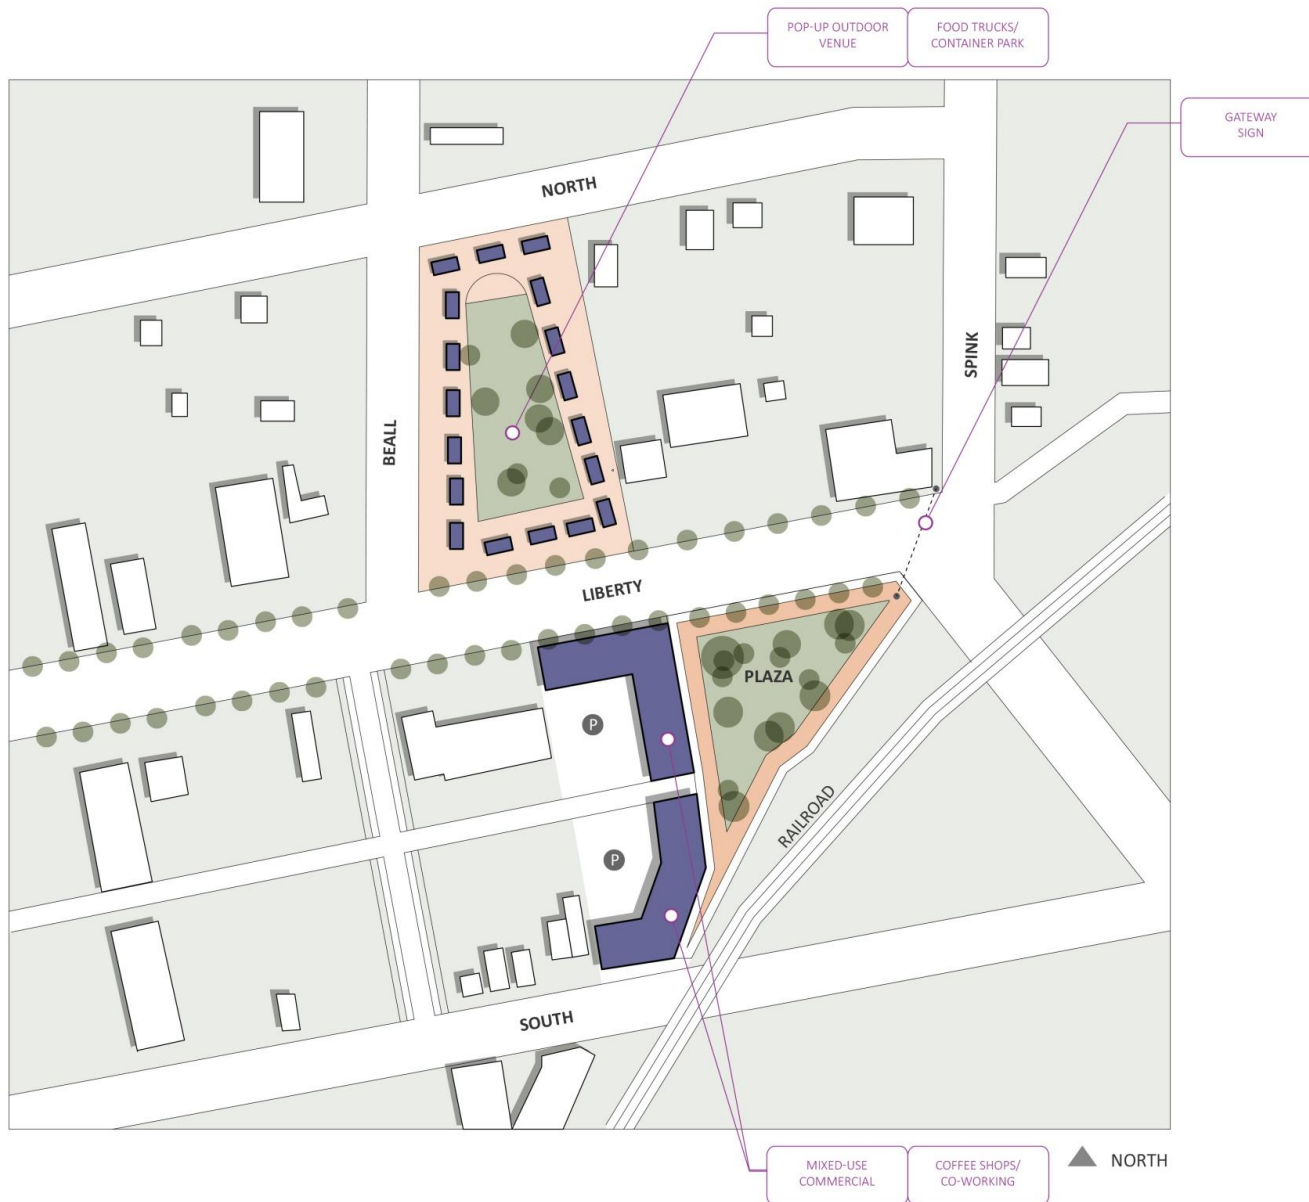 POP-UP OUTDOOR
VENUE
FOOD TRUCKS/
CONTAINER PARK
GATEWAY
SIGN
NORTH
BEALL
SPINK
LIBERTY
PLAZA
P
RAILROAD
P
SOUTH
MIXED-USE
COMMERCIAL
COFFEE SHOPS/
CO-WORKING
NORTH